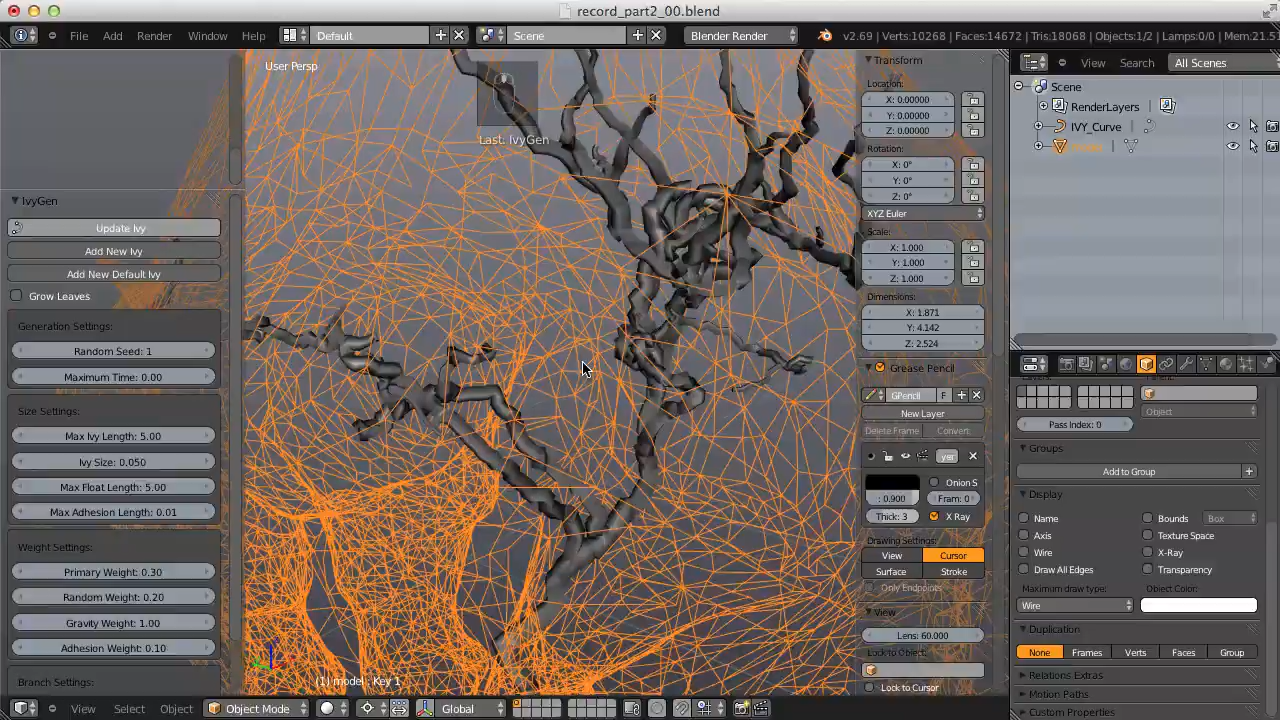 record_part2_00.blend
File Add Render Window Help Default Scene Blender Render v2.69 | Verts:10268 | Faces:14672 | Tris:18068 | Objects:1/2 | Lamps:0/0 | Mem:21.51
User Persp
Last. IvyGen
IvyGen
Update Ivy
Add New Ivy
Add New Default Ivy
Grow Leaves
Generation Settings:
Random Seed: 1
Maximum Time: 0.00
Size Settings:
Max Ivy Length: 5.00
Ivy Size: 0.050
Max Float Length: 5.00
Max Adhesion Length: 0.01
Weight Settings:
Primary Weight: 0.30
Random Weight: 0.20
Gravity Weight: 1.00
Adhesion Weight: 0.10
Branch Settings:
(1) model : Key 1
View Select Object Object Mode Global
Transform
Location:
X: 0.00000
Y: 0.00000
Z: 0.00000
Rotation:
X: 0°
Y: 0°
Z: 0°
XYZ Euler
Scale:
X: 1.000
Y: 1.000
Z: 1.000
Dimensions:
X: 1.871
Y: 4.142
Z: 2.524
Grease Pencil
GPencil F
New Layer
Delete Frame Convert
yer
Onion S
: 0.900 Fram: 0
Thick: 3 X Ray
Drawing Settings:
View Cursor
Surface Stroke
Only Endpoints
View
Lens: 60.000
Lock to Object:
Lock to Cursor
View Search All Scenes
Scene
RenderLayers
IVY_Curve
Parent:
Object
Pass Index: 0
Groups
Add to Group
Display
Name Bounds Box
Axis Texture Space
Wire X-Ray
Draw All Edges Transparency
Maximum draw type: Object Color:
Wire
Duplication
None Frames Verts Faces Group
Relations Extras
Motion Paths
Custom Properties